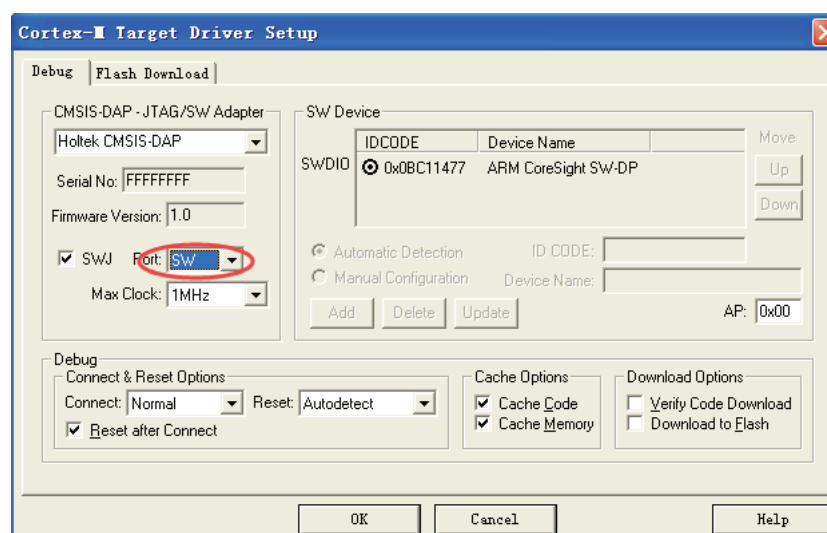 Cortex-M Target Driver Setup
Debug Flash Download
CMSIS-DAP - JTAG/SW Adapter
Holtek CMSIS-DAP
Serial No: FFFFFFFF
Firmware Version: 1.0
SWJ Port: SW
Max Clock: 1MHz
SW Device
IDCODE Device Name Move
SWDIO 0x0BC11477 ARM CoreSight SW-DP Up
Down
Automatic Detection ID CODE:
Manual Configuration Device Name:
Add Delete Update AP: 0x00
Debug
Connect & Reset Options
Connect: Normal Reset: Autodetect
Reset after Connect
Cache Options
Cache Code
Cache Memory
Download Options
Verify Code Download
Download to Flash
OK Cancel Help